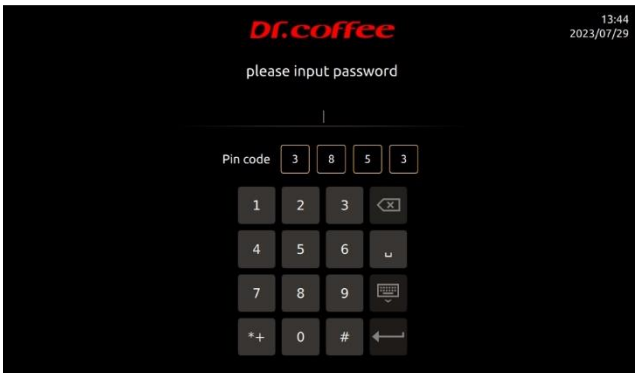 13:44
Dr.coffee
2023/07/29
please input password
Pin code 3 8 5 3
1 2 3
4 5 6
7 8 9
*+ 0 #